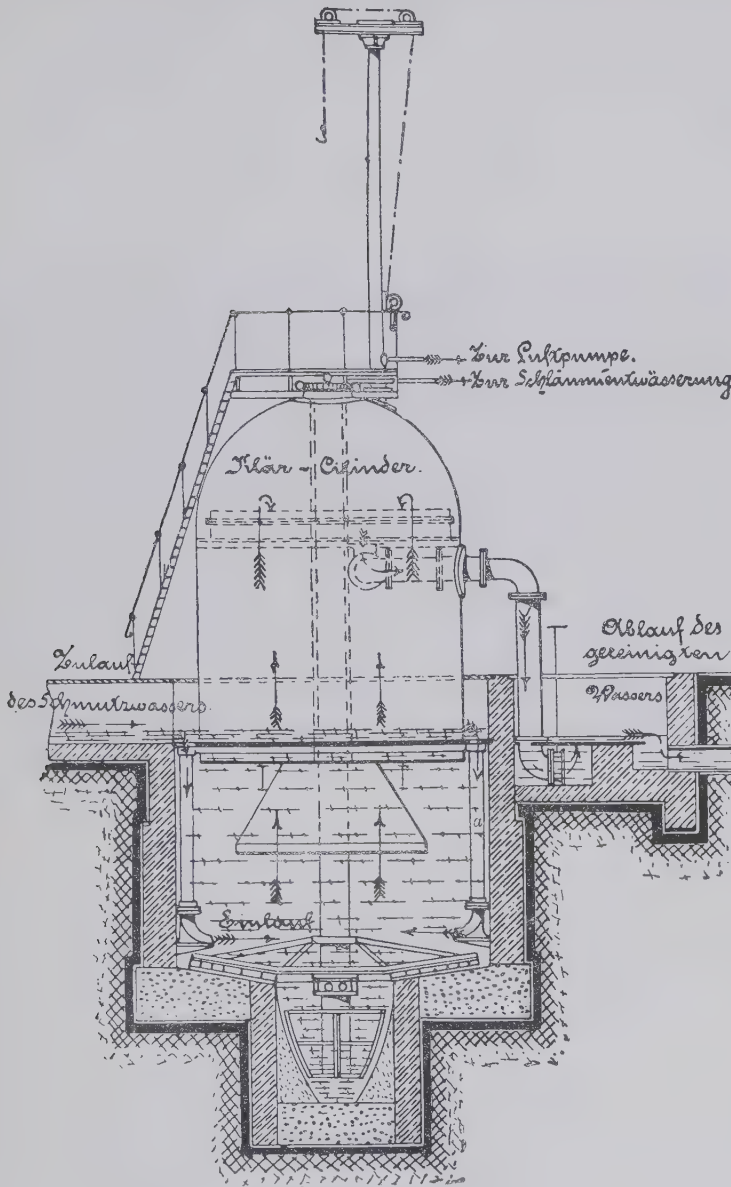 Zur Luftpumpe.
Zur Schlammentwässerung
Klär-Cilinder.
Zulauf
des Schmutzwassers.
Ablauf des
gereinigten
Wassers
a
Einlauf